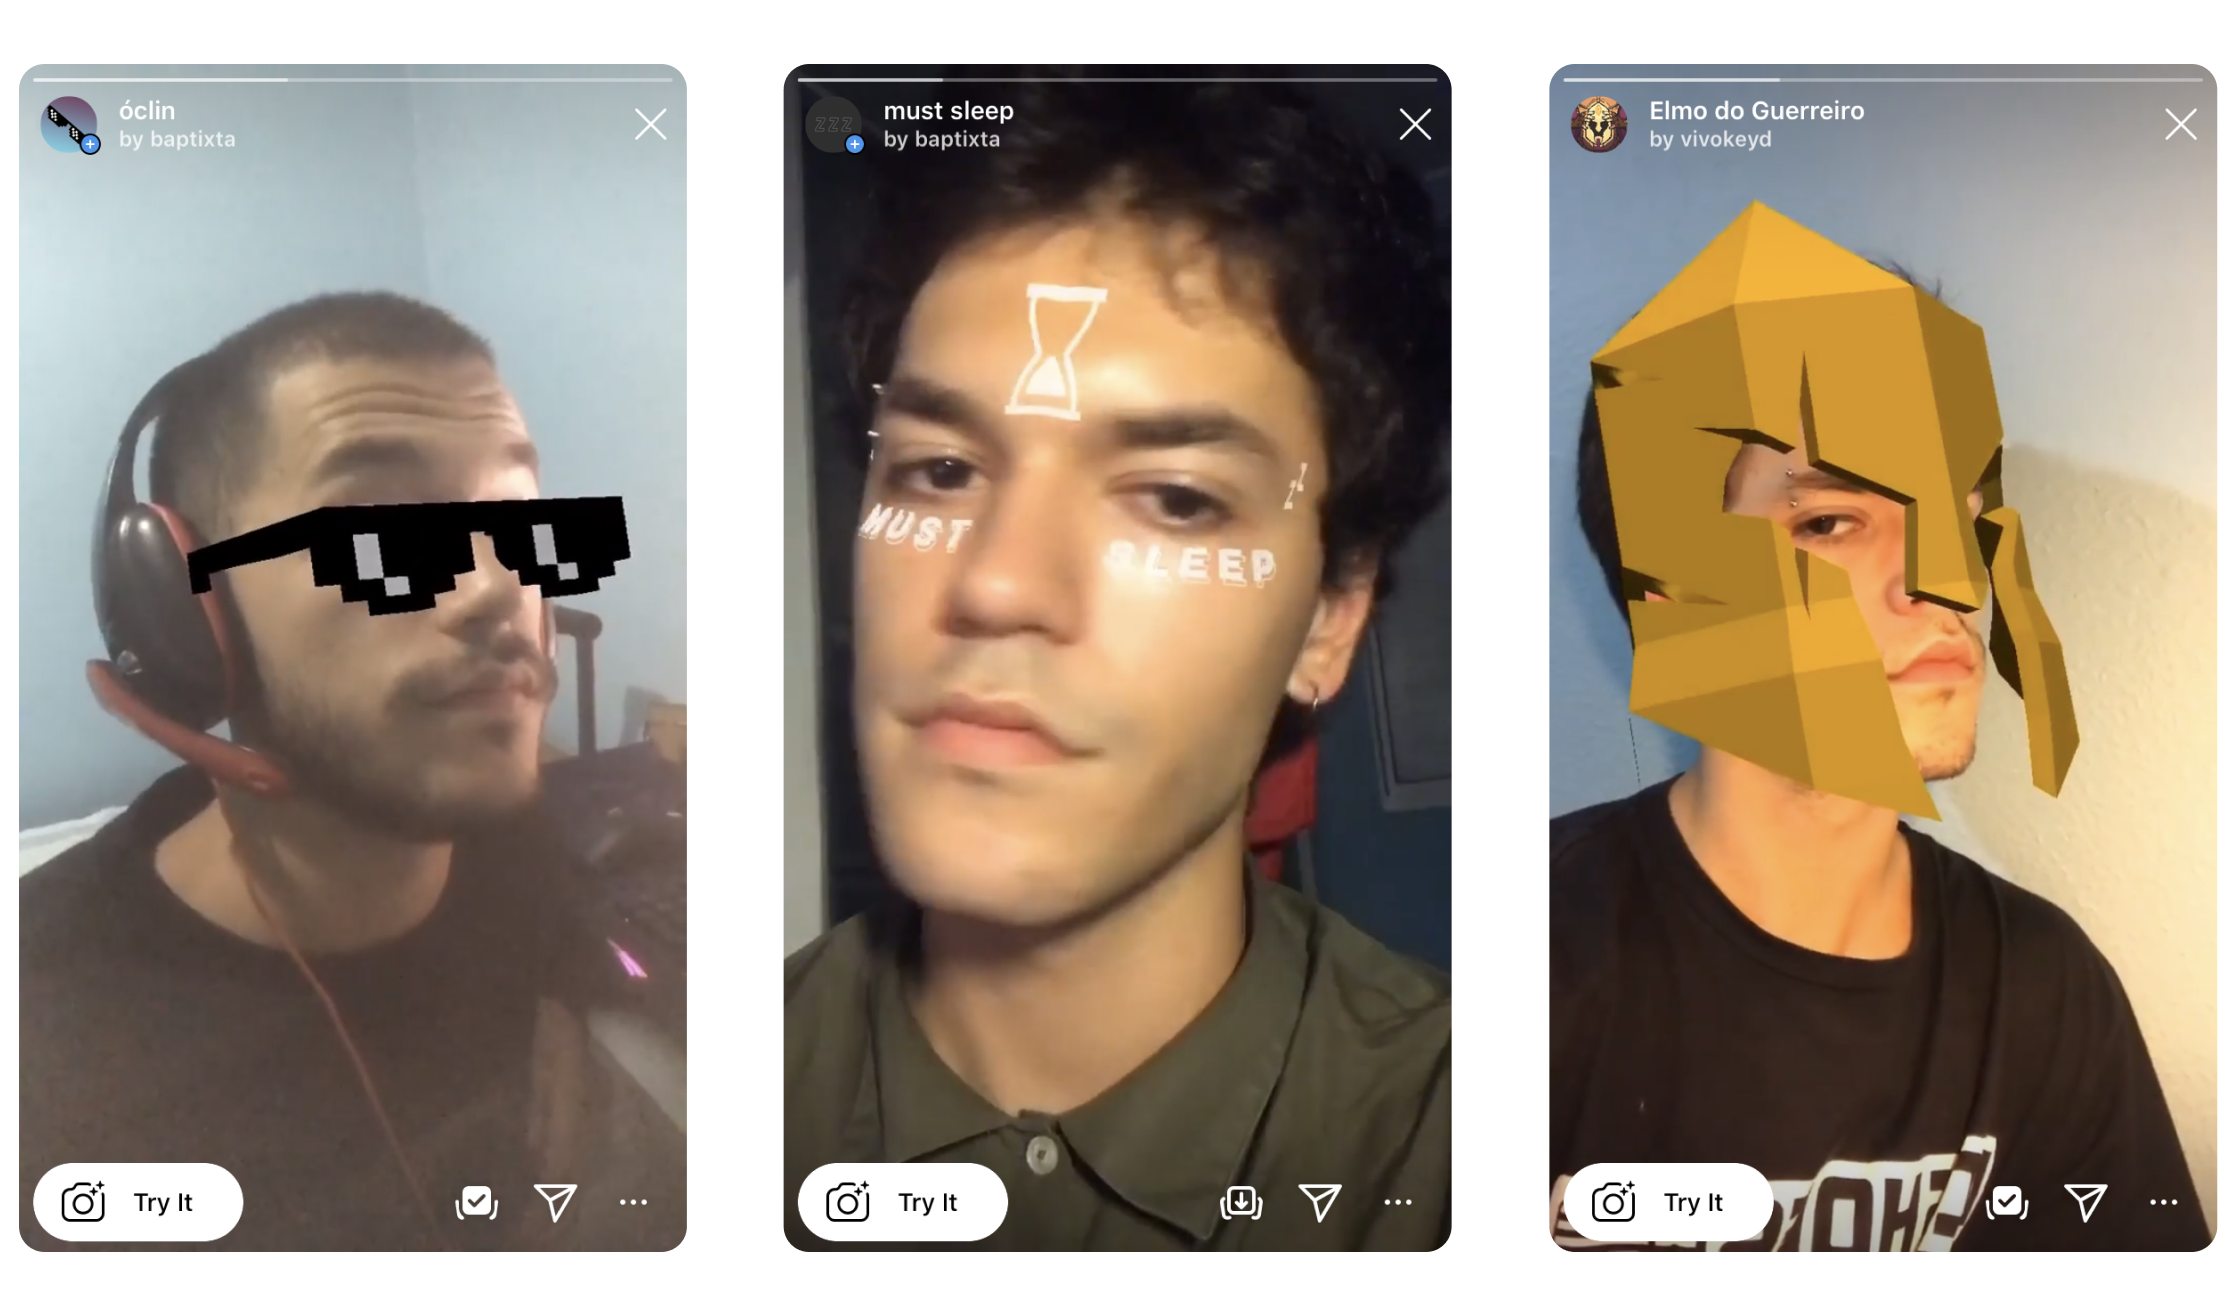 óclin
by baptixta
Try It
must sleep
by baptixta
ZZZ
MUST
SLEEP
Try It
Elmo do Guerreiro
by vivokeyd
Try It